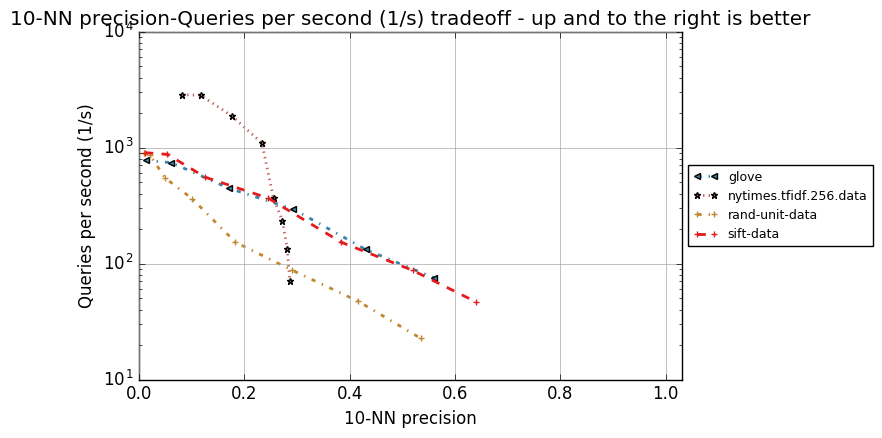 10-NN precision-Queries per second (1/s) tradeoff - up and to the right is better
10^4
10^3
10^2
10^1
Queries per second (1/s)
0.0 0.2 0.4 0.6 0.8 1.0
10-NN precision
glove
nytimes.tfidf.256.data
rand-unit-data
sift-data